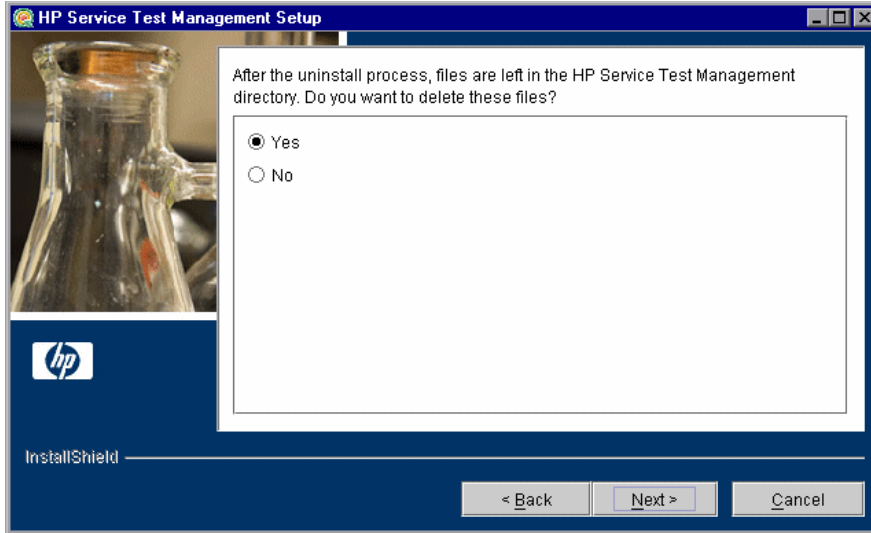 HP Service Test Management Setup
After the uninstall process, files are left in the HP Service Test Management
directory. Do you want to delete these files?
Yes
No
hp
InstallShield
< Back
Next >
Cancel